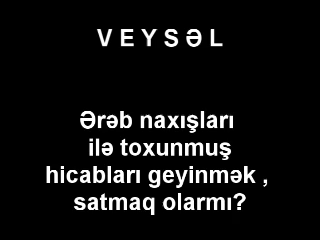 V E Y S Ə L
Ərəb naxışları
ilə toxunmuş
hicabları geyinmək ,
satmaq olarmı?